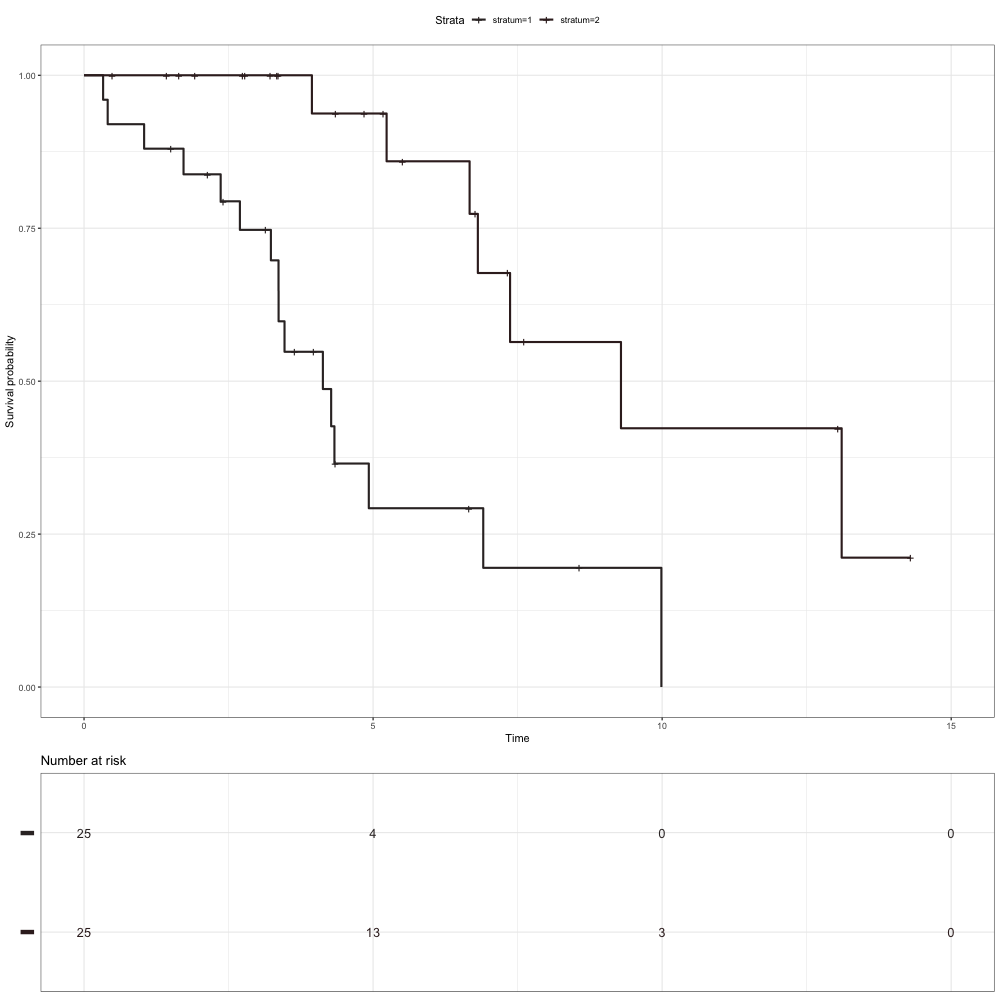 Strata stratum=1 stratum=2
Survival probability
1.00
0.75
0.50
0.25
0.00
0 5 10 15
Time
Number at risk
25 4 0 0
25 13 3 0